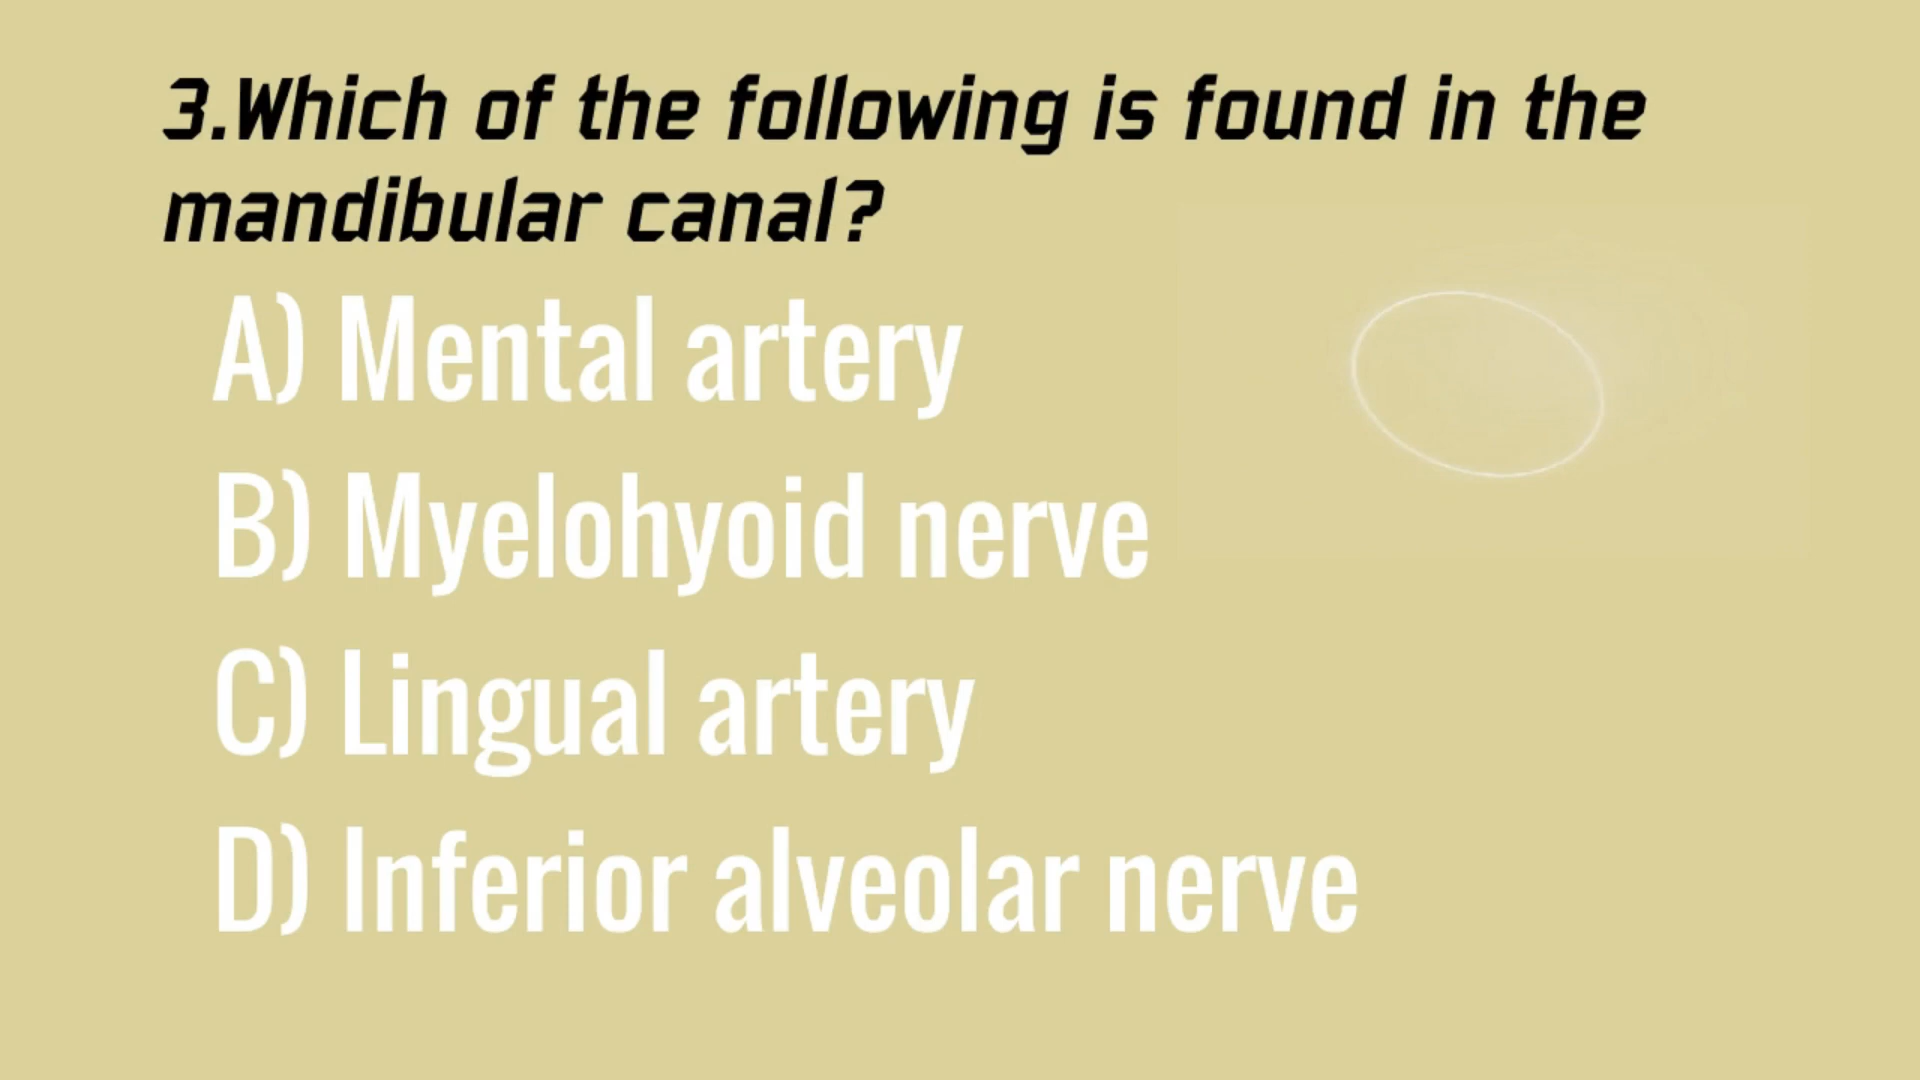 3.Which of the following is found in the
mandibular canal?
A) Mental artery
B) Myelohyoid nerve
C) Lingual artery
D) Inferior alveolar nerve